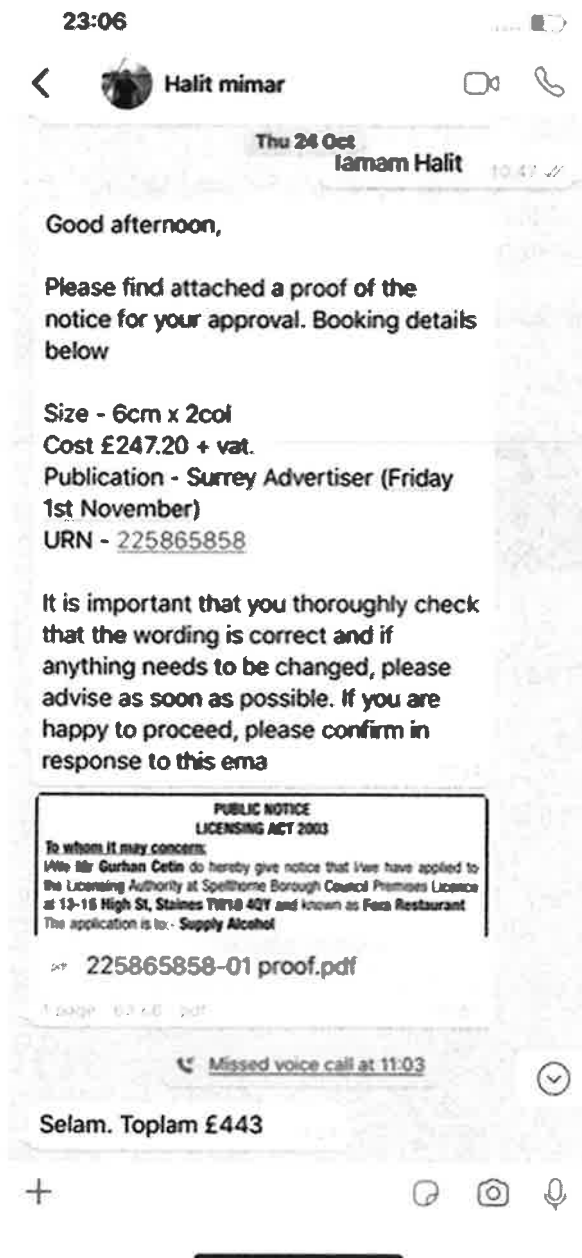 23:06
Halit mimar
Thu 24 Oct
Tamam Halit
10:47
Good afternoon,
Please find attached a proof of the
notice for your approval. Booking details
below
Size - 6cm x 2col
Cost £247.20 + vat.
Publication - Surrey Advertiser (Friday
1st November)
URN - 225865858
It is important that you thoroughly check
that the wording is correct and if
anything needs to be changed, please
advise as soon as possible. If you are
happy to proceed, please confirm in
response to this ema
PUBLIC NOTICE
LICENSING ACT 2003
To whom it may concern:
I/We Mr Gurhan Cetin do hereby give notice that I/we have applied to
the Licensing Authority at Spelthorne Borough Council Premises Licence
at 13-15 High St, Staines TW18 4QY and known as Fora Restaurant
The application is to:- Supply Alcohol
225865858-01 proof.pdf
1 page pdf
Missed voice call at 11:03
Selam. Toplam £443